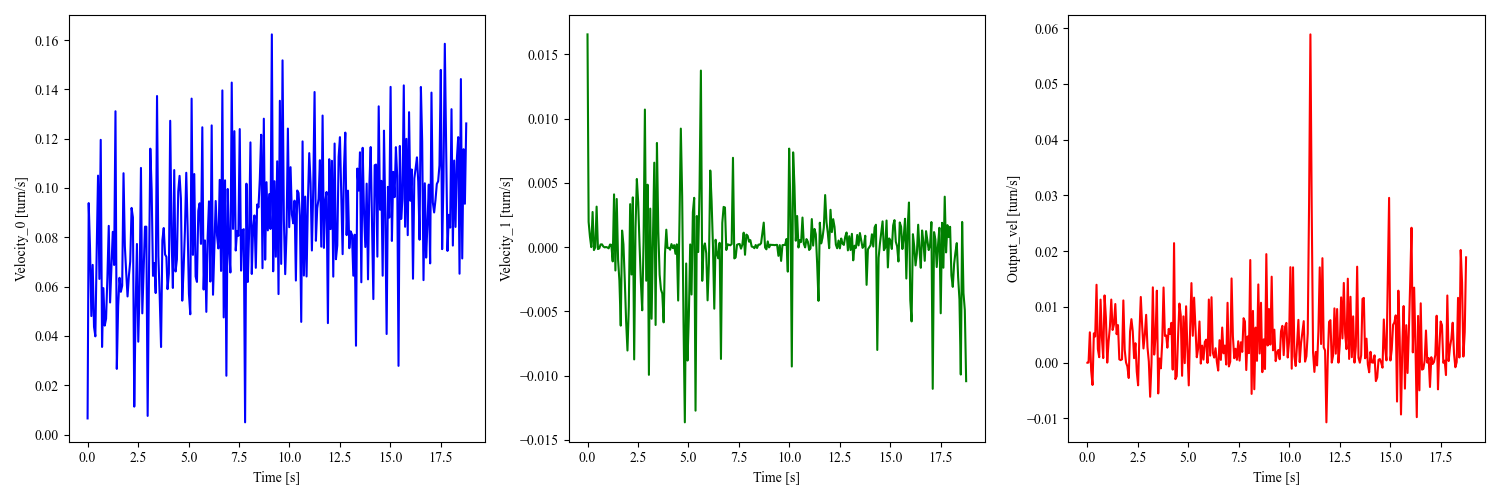 Velocity_0 [turn/s]
0.16
0.14
0.12
0.10
0.08
0.06
0.04
0.02
0.00
0.0 2.5 5.0 7.5 10.0 12.5 15.0 17.5
Time [s]
Velocity_1 [turn/s]
0.015
0.010
0.005
0.000
−0.005
−0.010
−0.015
0.0 2.5 5.0 7.5 10.0 12.5 15.0 17.5
Time [s]
Output_vel [turn/s]
0.06
0.05
0.04
0.03
0.02
0.01
0.00
−0.01
0.0 2.5 5.0 7.5 10.0 12.5 15.0 17.5
Time [s]